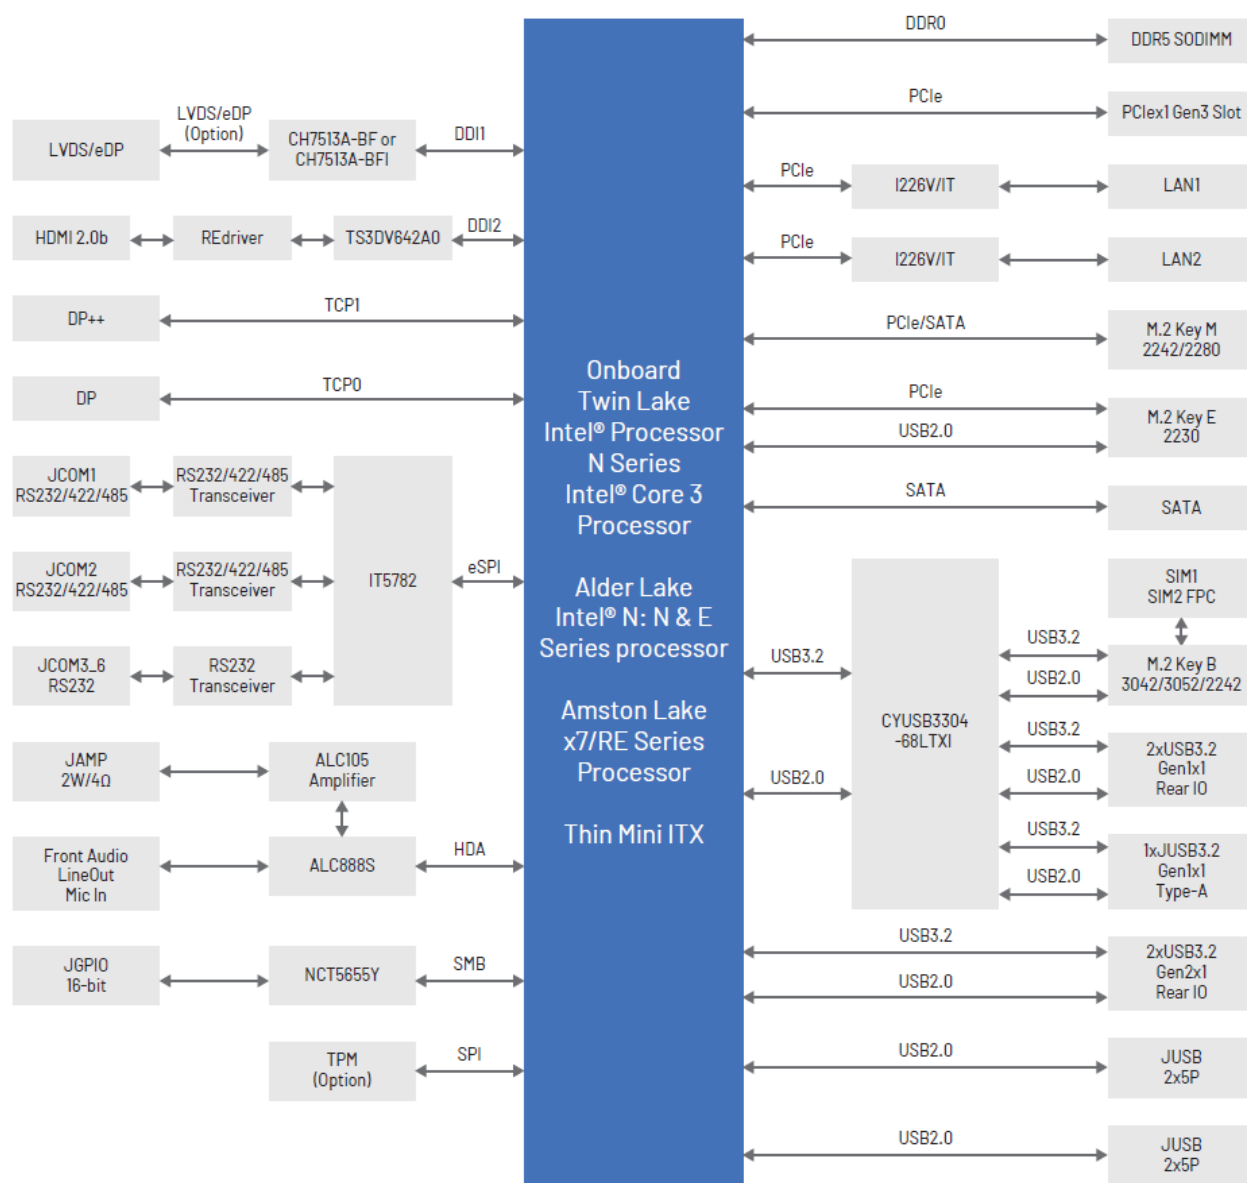 DDR0
DDR5 SODIMM
PCIe
PCIex1 Gen3 Slot
LVDS/eDP
LVDS/eDP
(Option)
CH7513A-BF or
CH7513A-BFI
DDI1
PCIe
I226V/IT
LAN1
HDMI 2.0b
REdriver
TS3DV642A0
DDI2
PCIe
I226V/IT
LAN2
DP++
TCP1
PCIe/SATA
M.2 Key M
2242/2280
DP
TCP0
PCIe
USB2.0
M.2 Key E
2230
JCOM1
RS232/422/485
RS232/422/485
Transceiver
SATA
SATA
JCOM2
RS232/422/485
RS232/422/485
Transceiver
IT5782
eSPI
JCOM3_6
RS232
RS232
Transceiver
Onboard
Twin Lake
Intel® Processor
N Series
Intel® Core 3
Processor
Alder Lake
Intel® N: N & E
Series processor
Amston Lake
x7/RE Series
Processor
Thin Mini ITX
USB3.2
USB2.0
CYUSB3304
-68LTXI
SIM1
SIM2 FPC
USB3.2
USB2.0
M.2 Key B
3042/3052/2242
USB3.2
USB2.0
2xUSB3.2
Gen1x1
Rear IO
USB3.2
USB2.0
1xJUSB3.2
Gen1x1
Type-A
JAMP
2W/4Ω
ALC105
Amplifier
Front Audio
LineOut
Mic In
ALC888S
HDA
USB3.2
USB2.0
2xUSB3.2
Gen2x1
Rear IO
JGPIO
16-bit
NCT5655Y
SMB
TPM
(Option)
SPI
USB2.0
JUSB
2x5P
USB2.0
JUSB
2x5P